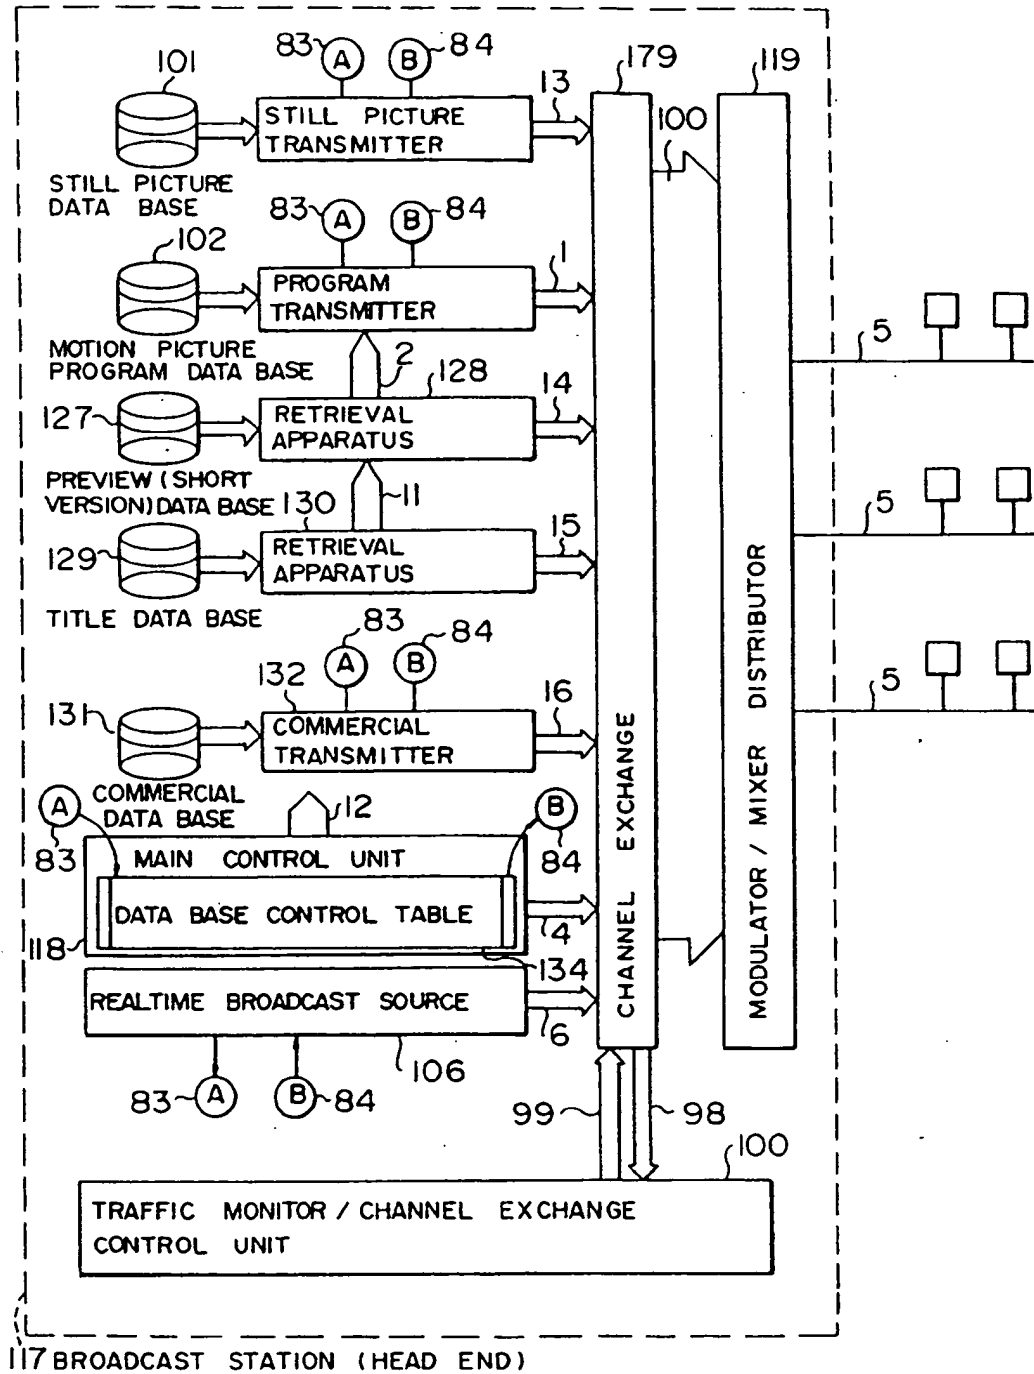 83 A B 84
101
13
179
119
STILL PICTURE
TRANSMITTER
100
STILL PICTURE
DATA BASE
83 A B 84
102
1
PROGRAM
TRANSMITTER
MOTION PICTURE
PROGRAM DATA BASE
2
128
14
5
127
RETRIEVAL
APPARATUS
PREVIEW (SHORT
VERSION) DATA BASE
130
11
15
5
129
RETRIEVAL
APPARATUS
TITLE DATA BASE
83 A B 84
132
16
5
131
COMMERCIAL
TRANSMITTER
COMMERCIAL
DATA BASE
A
83
12
B
84
MAIN CONTROL UNIT
DATA BASE CONTROL TABLE
118
4
134
REALTIME BROADCAST SOURCE
6
106
83 A B 84
CHANNEL EXCHANGE
MODULATOR / MIXER DISTRIBUTOR
99
98
100
TRAFFIC MONITOR / CHANNEL EXCHANGE
CONTROL UNIT
117 BROADCAST STATION (HEAD END)